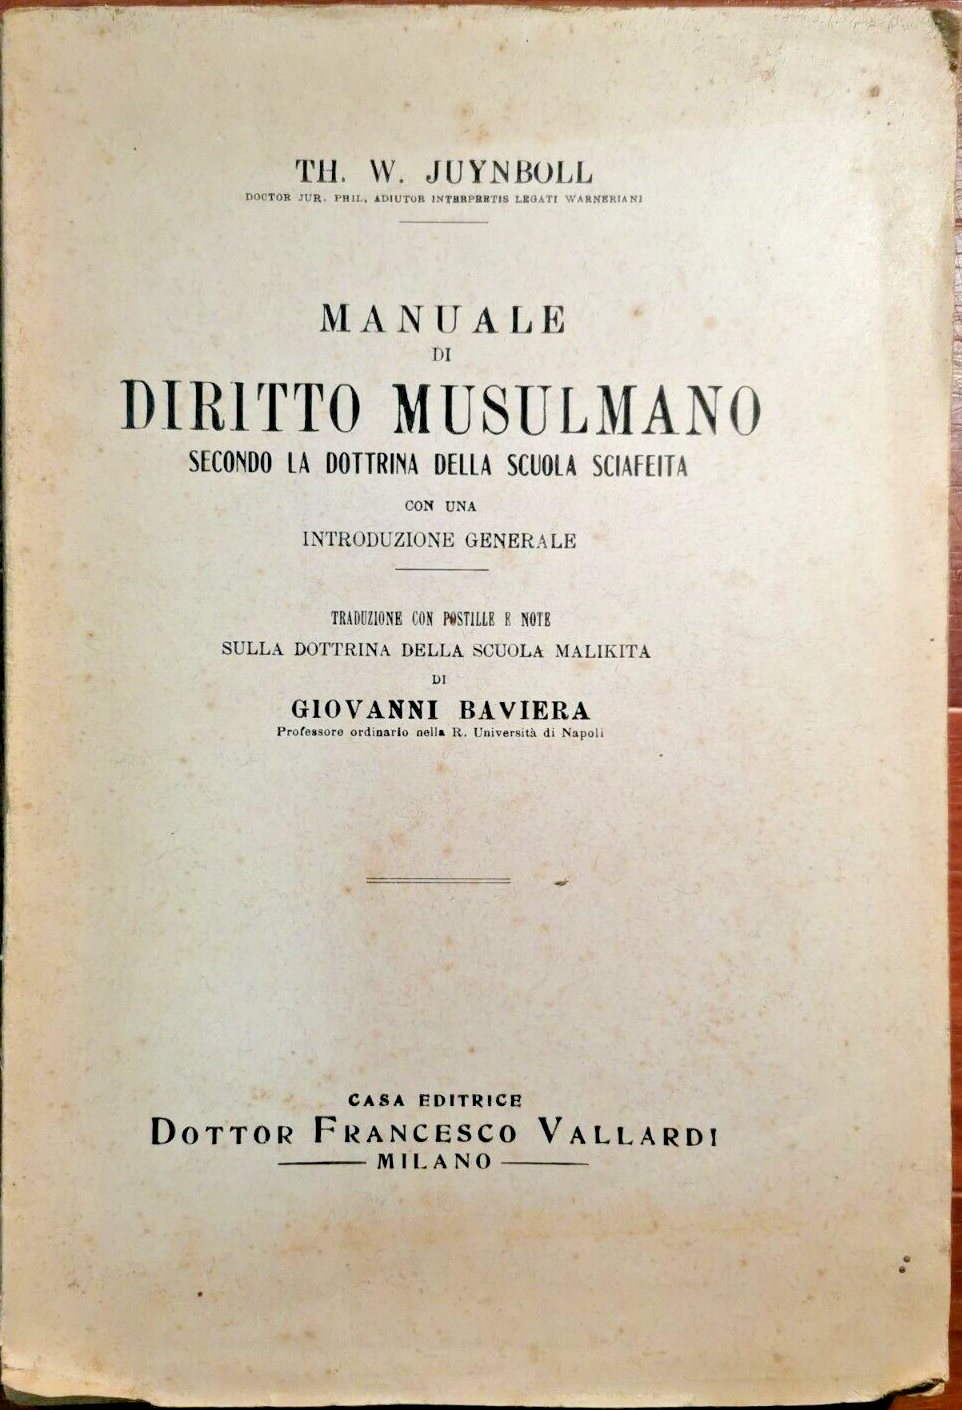 TH. W. JUYNBOLL
DOCTOR JUR. PHIL, ADIUTOR INTERPRETIS LEGATI WARNERIANI
MANUALE
DI
DIRITTO MUSULMANO
SECONDO LA DOTTRINA DELLA SCUOLA SCIAFEITA
CON UNA
INTRODUZIONE GENERALE
TRADUZIONE CON POSTILLE E NOTE
SULLA DOTTRINA DELLA SCUOLA MALIKITA
DI
GIOVANNI BAVIERA
Professore ordinario nella R. Università di Napoli
CASA EDITRICE
DOTTOR FRANCESCO VALLARDI
MILANO